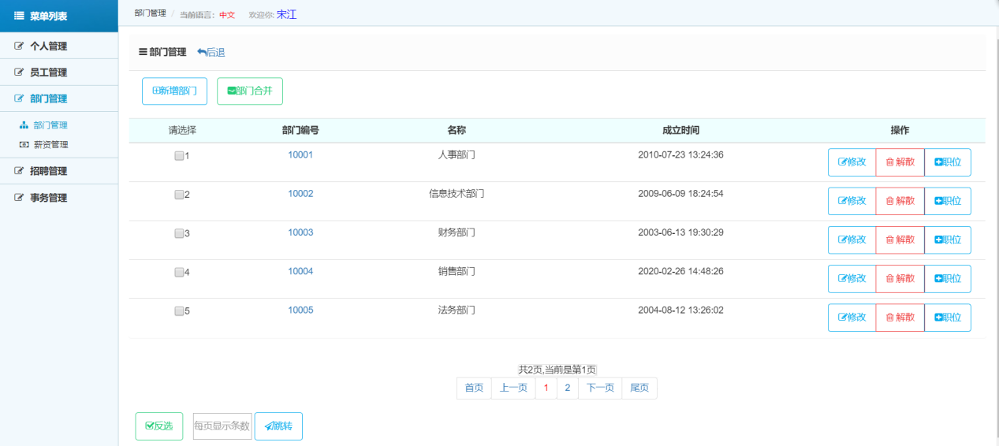 菜单列表
个人管理
员工管理
部门管理
部门管理
薪资管理
招聘管理
事务管理
部门管理 / 当前语言: 中文 欢迎你: 宋江
部门管理 后退
新增部门 部门合并
请选择 部门编号 名称 成立时间 操作
1 10001 人事部门 2010-07-23 13:24:36 修改 解散 职位
2 10002 信息技术部门 2009-06-09 18:24:54 修改 解散 职位
3 10003 财务部门 2003-06-13 19:30:29 修改 解散 职位
4 10004 销售部门 2020-02-26 14:48:26 修改 解散 职位
5 10005 法务部门 2004-08-12 13:26:02 修改 解散 职位
共2页,当前是第1页
首页 上一页 1 2 下一页 尾页
反选 每页显示条数 跳转